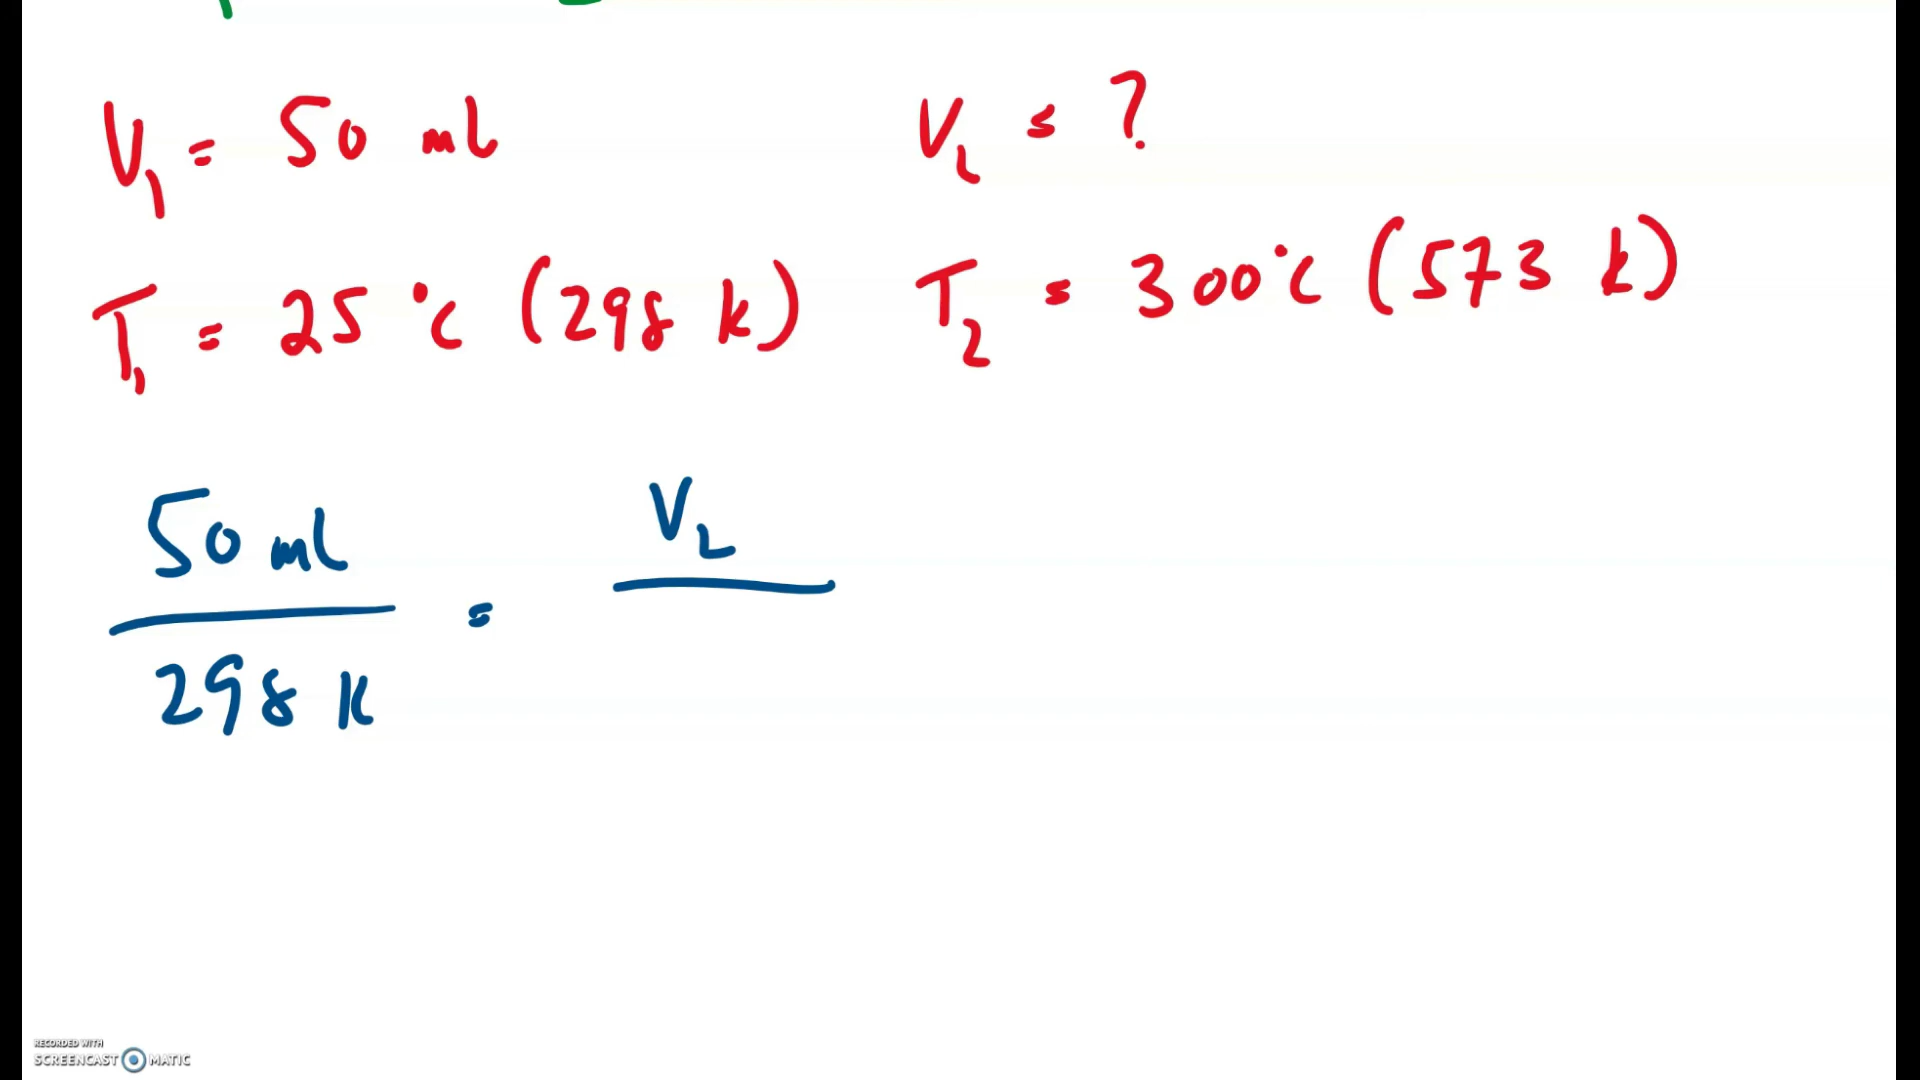 V₁ = 50 ml
V₂ = ?
T₁ = 25 °C (298 K)
T₂ = 300°C (573 K)
50 ml
V₂
=
298 K
RECORDED WITH
SCREENCAST MATIC